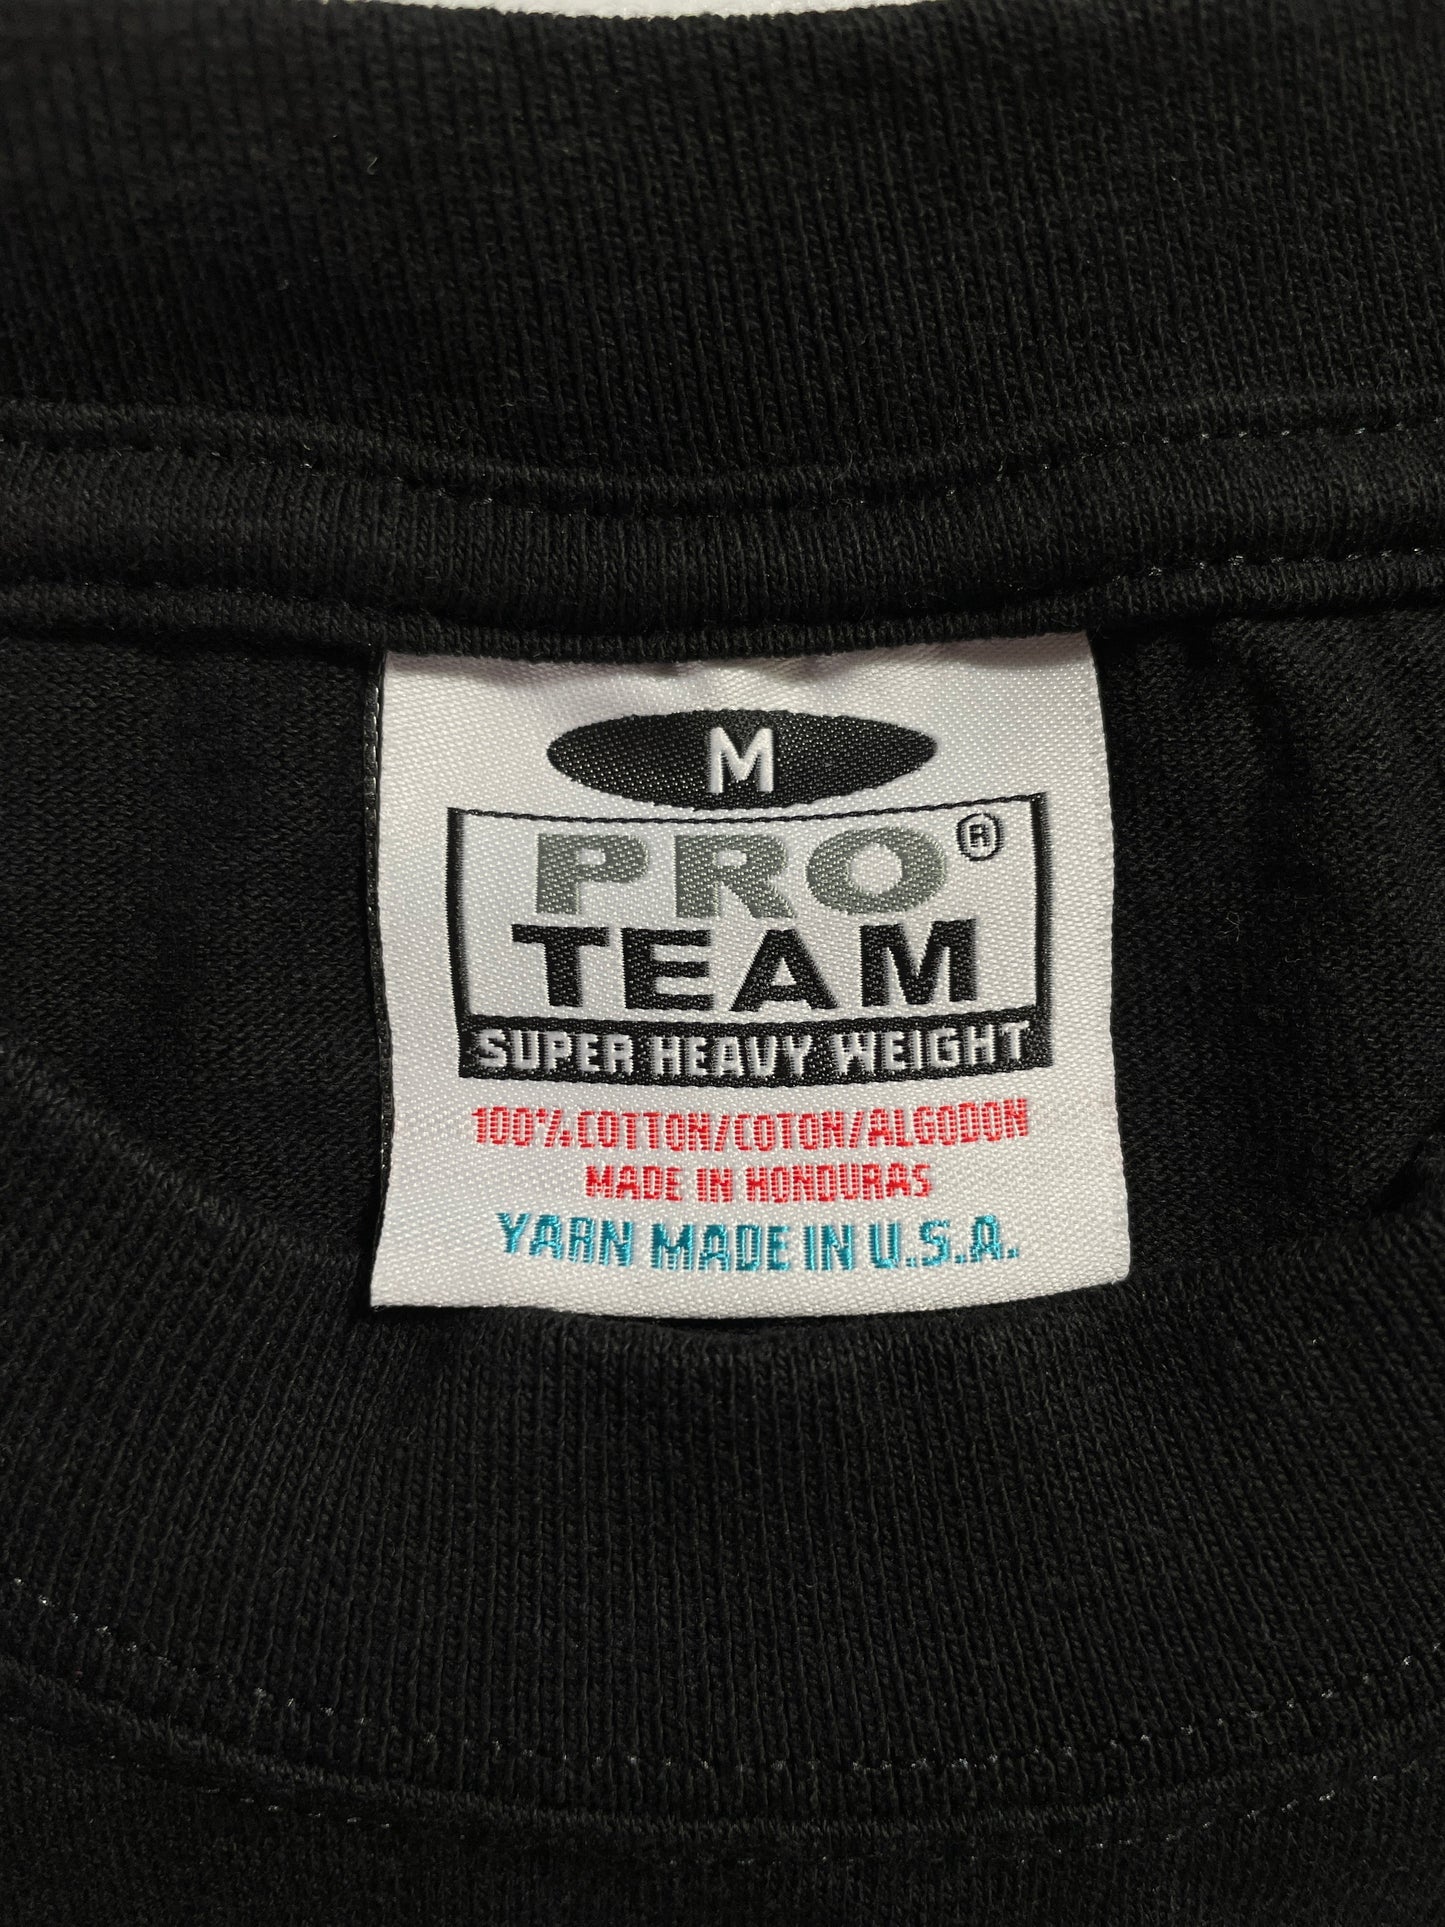 M
PRO ®
TEAM
SUPER HEAVY WEIGHT
100% COTTON/COTON/ALGODON
MADE IN HONDURAS
YARN MADE IN U.S.A.